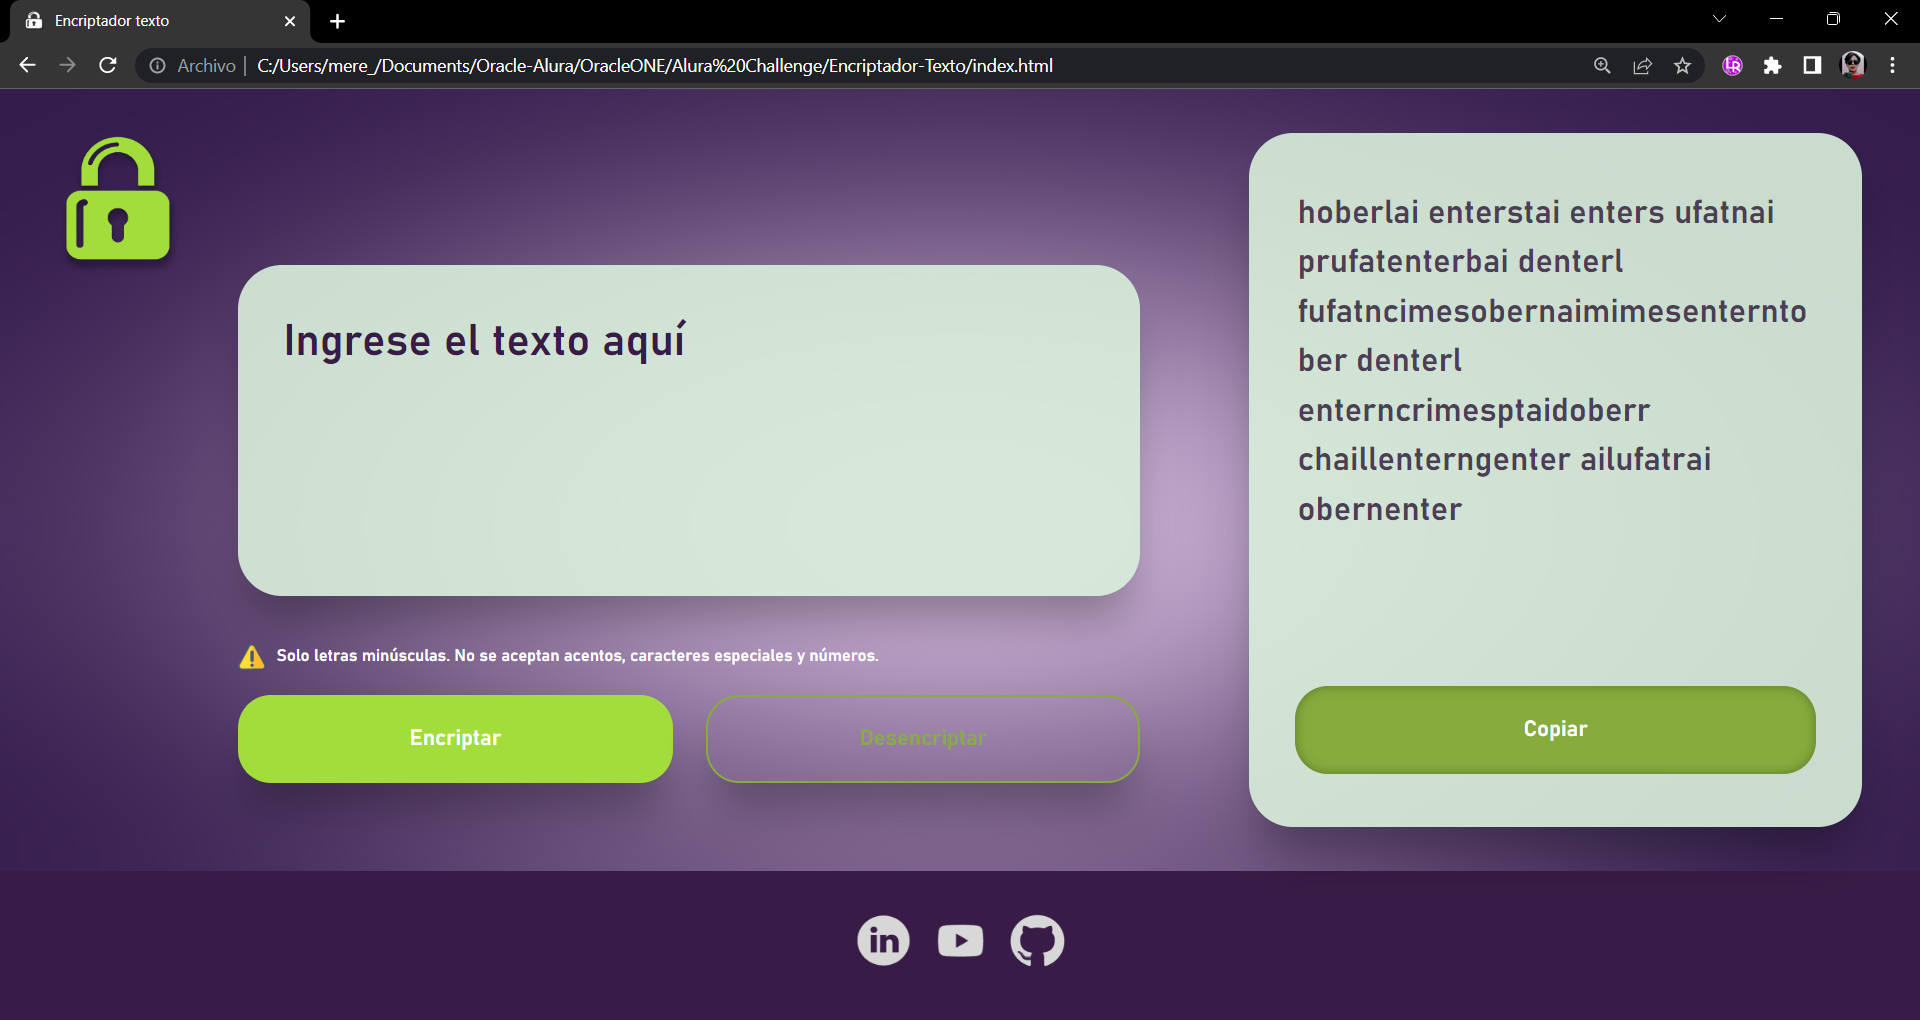 Encriptador texto
Archivo | C:/Users/mere_/Documents/Oracle-Alura/OracleONE/Alura%20Challenge/Encriptador-Texto/index.html
LR
Ingrese el texto aquí
Solo letras minúsculas. No se aceptan acentos, caracteres especiales y números.
Encriptar
Desencriptar
hoberlai enterstai enters ufatnai
prufatenterbai denterl
fufatncimesobernaimimesenternto
ber denterl
enterncrimesptaidoberr
chaillenterngenter ailufatrai
obernenter
Copiar
in